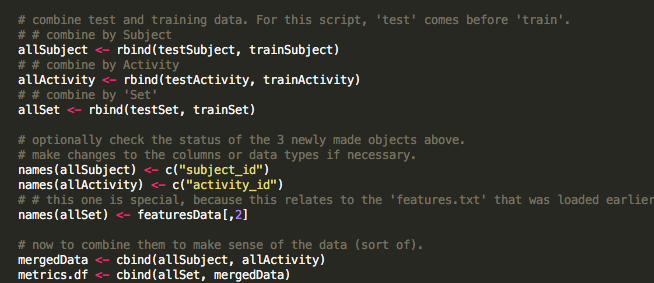 # combine test and training data. For this script, 'test' comes before 'train'.
# # combine by Subject
allSubject <- rbind(testSubject, trainSubject)
# # combine by Activity
allActivity <- rbind(testActivity, trainActivity)
# # combine by 'Set'
allSet <- rbind(testSet, trainSet)
# optionally check the status of the 3 newly made objects above.
# make changes to the columns or data types if necessary.
names(allSubject) <- c("subject_id")
names(allActivity) <- c("activity_id")
# # this one is special, because this relates to the 'features.txt' that was loaded earlier
names(allSet) <- featuresData[,2]
# now to combine them to make sense of the data (sort of).
mergedData <- cbind(allSubject, allActivity)
metrics.df <- cbind(allSet, mergedData)